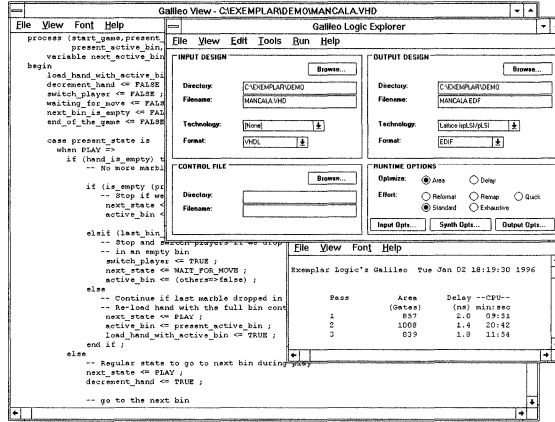 Galileo View - C:\EXEMPLAR\DEMO\MANCALA.VHD
File View Font Help
process (start_game,present_
present_active_bin,
variable next_active_bin
begin
load_hand_with_active_bi
decrement_hand <= FALSE
switch_player <= FALSE ;
waiting_for_move <= FALS
next_bin_is_empty <= FAL
end_of_the_game <= FALSE
case present_state is
when PLAY =>
if (hand_is_empty) t
-- No more marbl
if (is_empty (pr
-- Stop if we
next_state <
active_bin <
elsif (last_bin_
-- Stop and switch players if we drop
-- in an empty bin
switch_player <= TRUE ;
next_state <= WAIT_FOR_MOVE ;
active_bin <= (others=>false) ;
else
-- Continue if last marble dropped in
-- Re-load hand with the full bin cont
next_state <= PLAY ;
active_bin <= present_active_bin ;
load_hand_with_active_bin <= TRUE ;
end if ;
else
-- Regular state to go to next bin during play
next_state <= PLAY ;
decrement_hand <= TRUE ;
-- go to the next bin
Galileo Logic Explorer
File View Edit Tools Run Help
INPUT DESIGN
Browse...
Directory: C:\EXEMPLAR\DEMO
Filename: MANCALA.VHD
Technology: [None]
Format: VHDL
OUTPUT DESIGN
Browse...
Directory: C:\EXEMPLAR\DEMO
Filename: MANCALA.EDF
Technology: Lattice ispLSI/pLSI
Format: EDIF
CONTROL FILE
Browse...
Directory:
Filename:
RUNTIME OPTIONS
Optimize: Area Delay
Effort: Reformat Remap Quick
Standard Exhaustive
Input Opts... Synth Opts... Output Opts...
File View Font Help
Exemplar Logic's Galileo Tue Jan 02 18:19:30 1996
Pass Area Delay --CPU--
(Gates) (ns) min:sec
1 857 2.0 09:51
2 1008 1.4 20:42
3 839 1.8 11:54